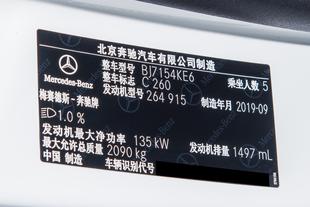 北京奔驰汽车有限公司制造
Mercedes-Benz
整车型号 BJ7154KE6 乘坐人数 5
整车标志 C 260
发动机型号 264 915
梅赛德斯-奔驰牌 制造年月 2019-09
1.0 %
发动机最大净功率 135 kW
发动机排量 1497 mL
最大允许总质量 2090 kg
中国 制造 车辆识别代号